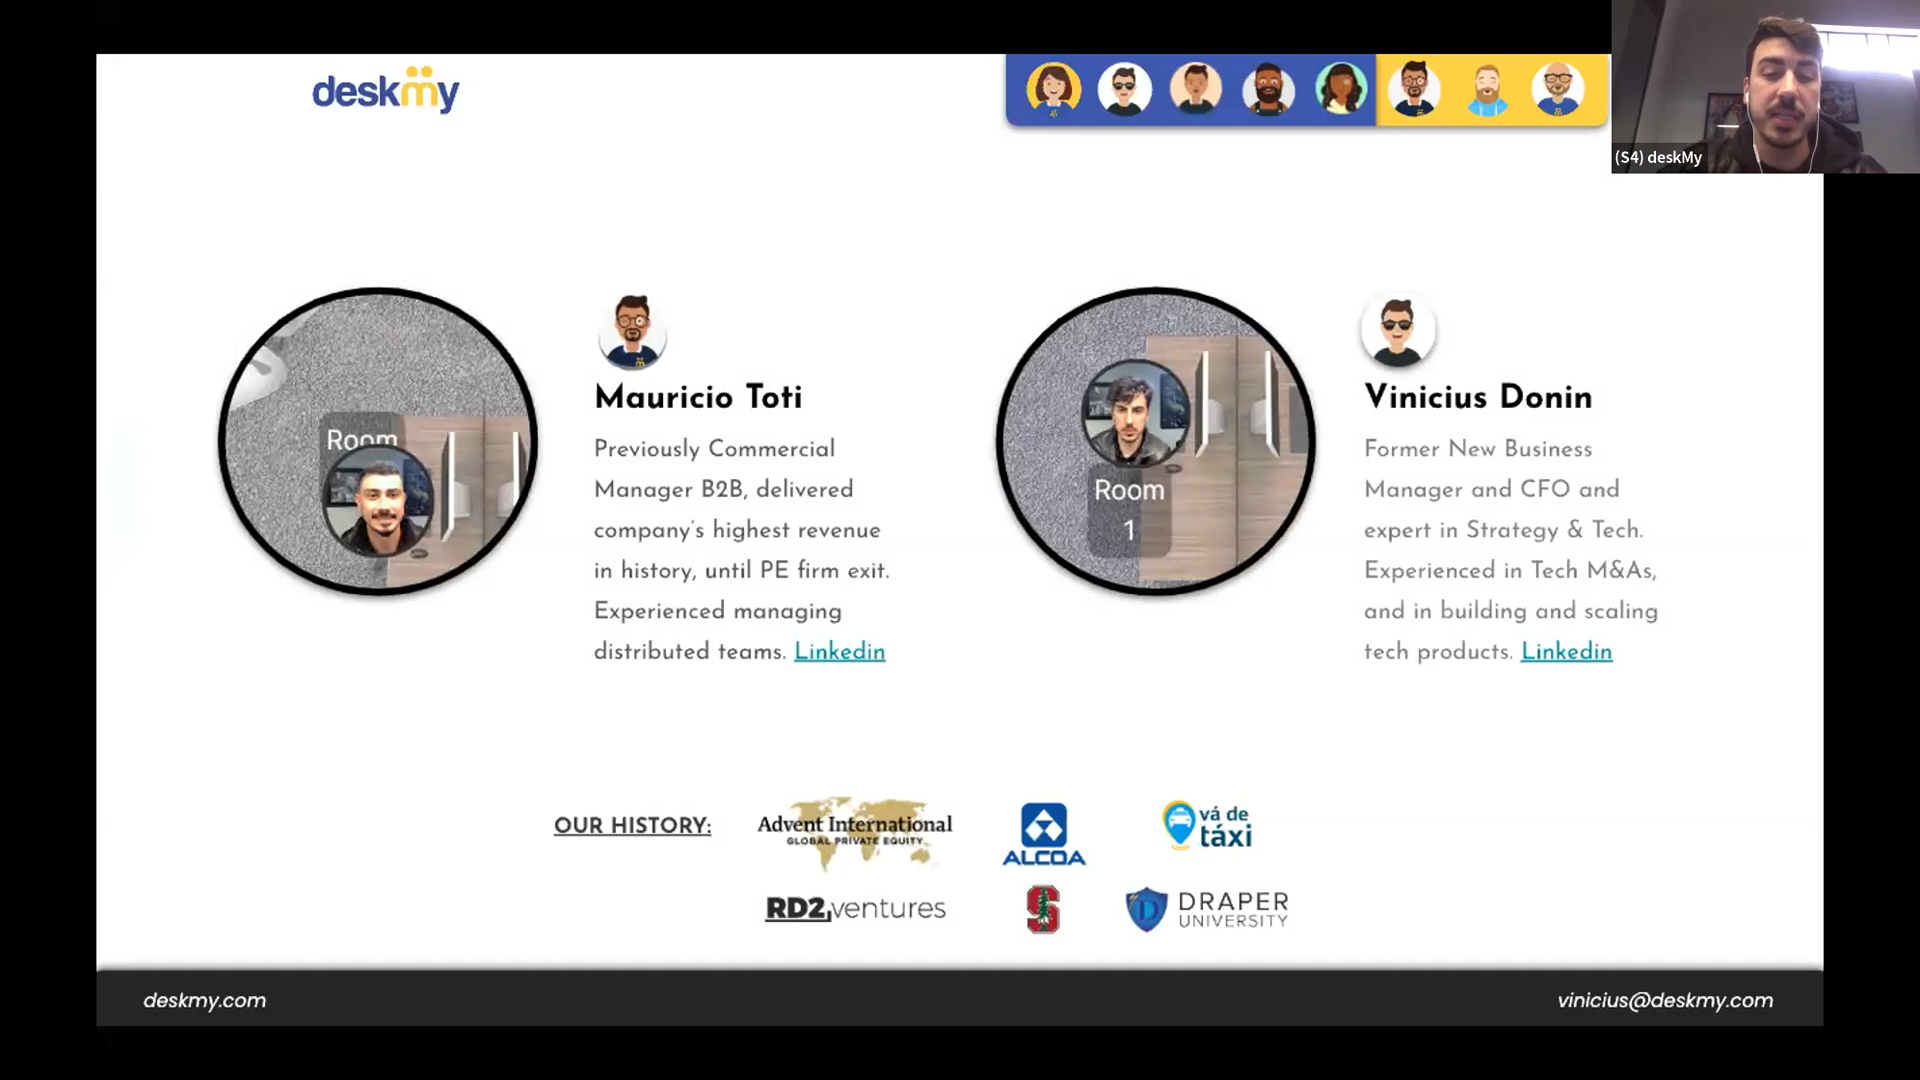 deskmy
(S4) deskMy
Room
Mauricio Toti
Previously Commercial
Manager B2B, delivered
company's highest revenue
in history, until PE firm exit.
Experienced managing
distributed teams. Linkedin
Room
1
Vinicius Donin
Former New Business
Manager and CFO and
expert in Strategy & Tech.
Experienced in Tech M&As,
and in building and scaling
tech products. Linkedin
OUR HISTORY:
Advent International
GLOBAL PRIVATE EQUITY
ALCOA
vá de
táxi
RD2 ventures
S
DRAPER
UNIVERSITY
deskmy.com
vinicius@deskmy.com